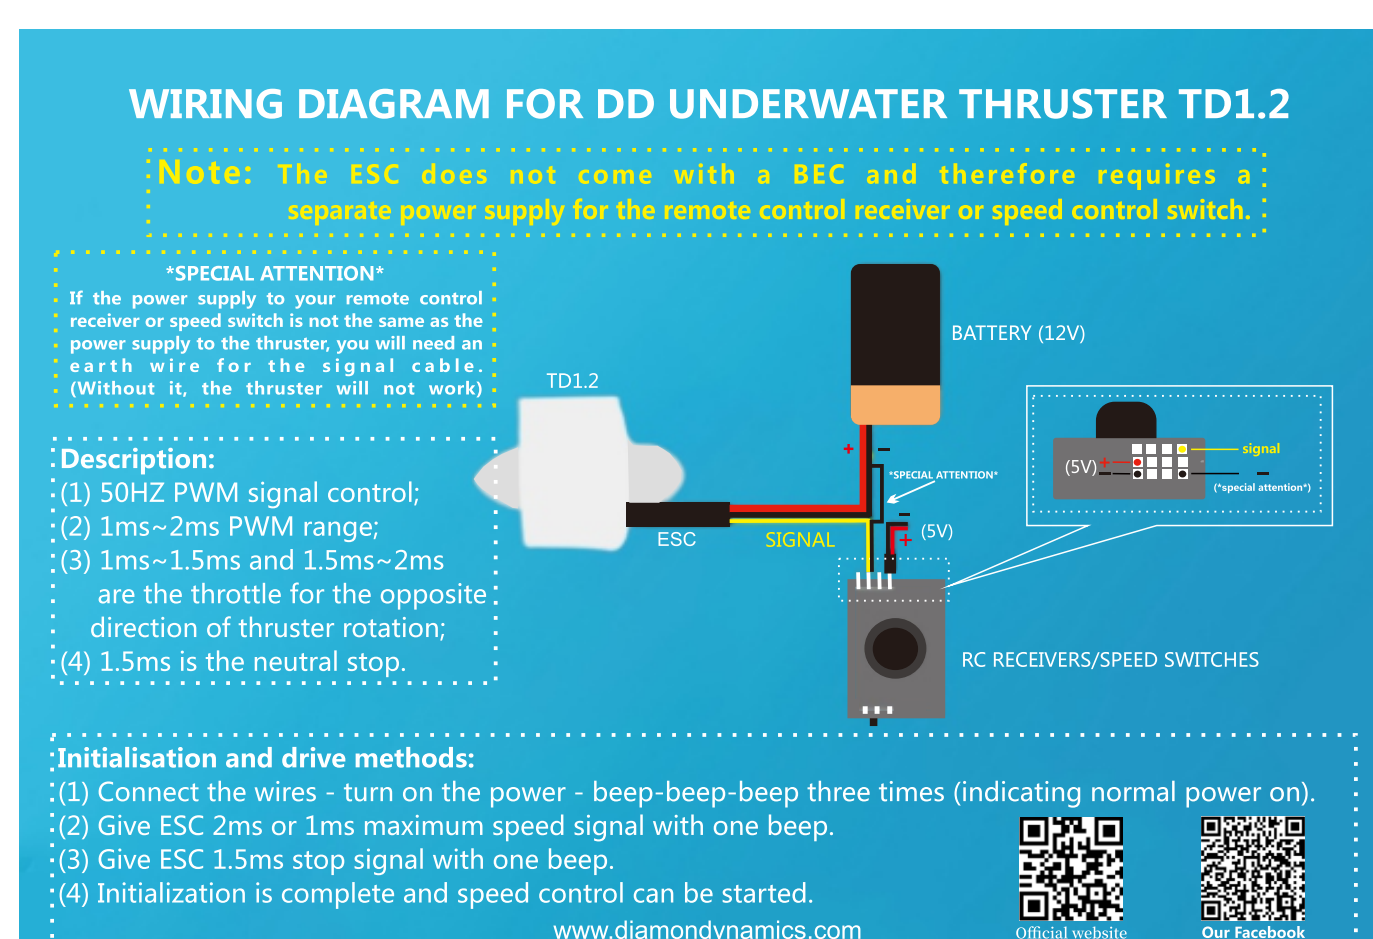 WIRING DIAGRAM FOR DD UNDERWATER THRUSTER TD1.2
Note: The ESC does not come with a BEC and therefore requires a
separate power supply for the remote control receiver or speed control switch.
*SPECIAL ATTENTION*
If the power supply to your remote control
receiver or speed switch is not the same as the
power supply to the thruster, you will need an
earth wire for the signal cable.
(Without it, the thruster will not work)
BATTERY (12V)
TD1.2
+ −
*SPECIAL ATTENTION*
signal
(5V) +
− −
(*special attention*)
ESC
SIGNAL
−
+ (5V)
RC RECEIVERS/SPEED SWITCHES
Description:
(1) 50HZ PWM signal control;
(2) 1ms~2ms PWM range;
(3) 1ms~1.5ms and 1.5ms~2ms
are the throttle for the opposite
direction of thruster rotation;
(4) 1.5ms is the neutral stop.
Initialisation and drive methods:
(1) Connect the wires - turn on the power - beep-beep-beep three times (indicating normal power on).
(2) Give ESC 2ms or 1ms maximum speed signal with one beep.
(3) Give ESC 1.5ms stop signal with one beep.
(4) Initialization is complete and speed control can be started.
www.diamondynamics.com
Official website
Our Facebook